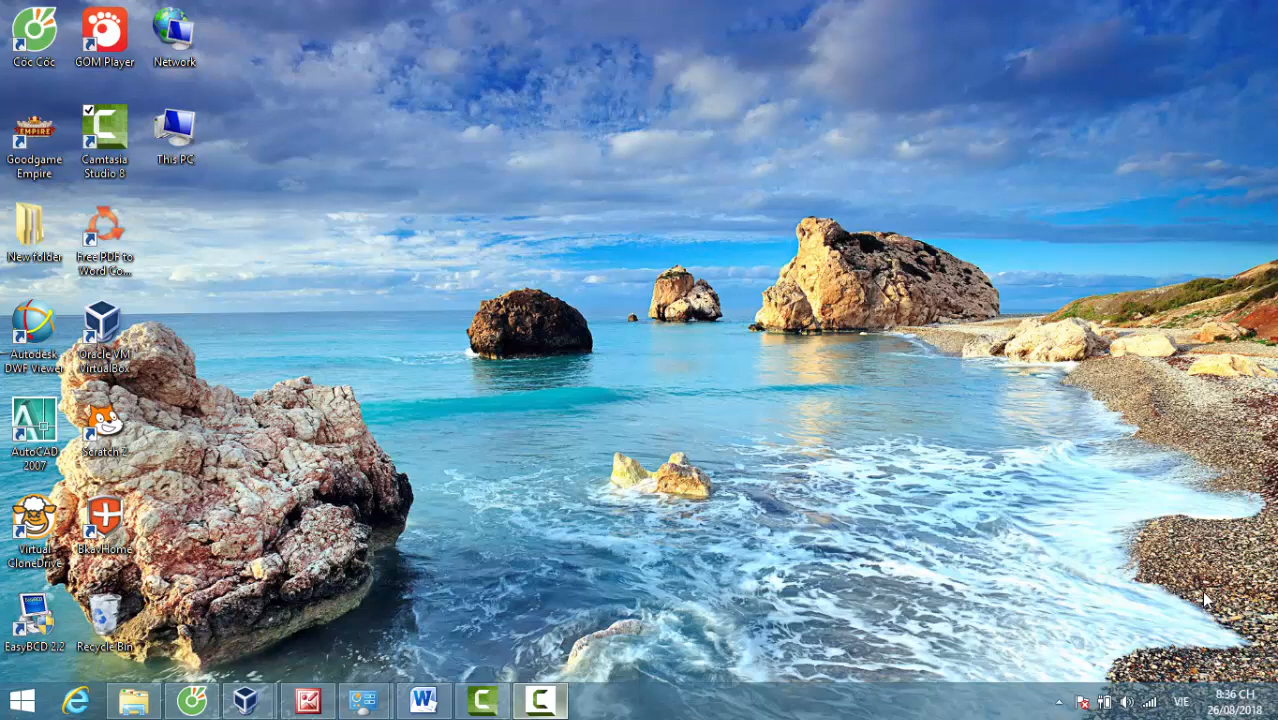 Cốc Cốc
GOM Player
Network
EMPIRE
Goodgame
Empire
Camtasia
Studio 8
This PC
New folder
Free PDF to
Word Co...
Autodesk
DWF Viewer
Oracle VM
VirtualBox
AutoCAD
2007
Scratch 2
Virtual
CloneDrive
BkavHome
EasyBCD 2.2
Recycle Bin
VIE
8:36 CH
26/08/2018